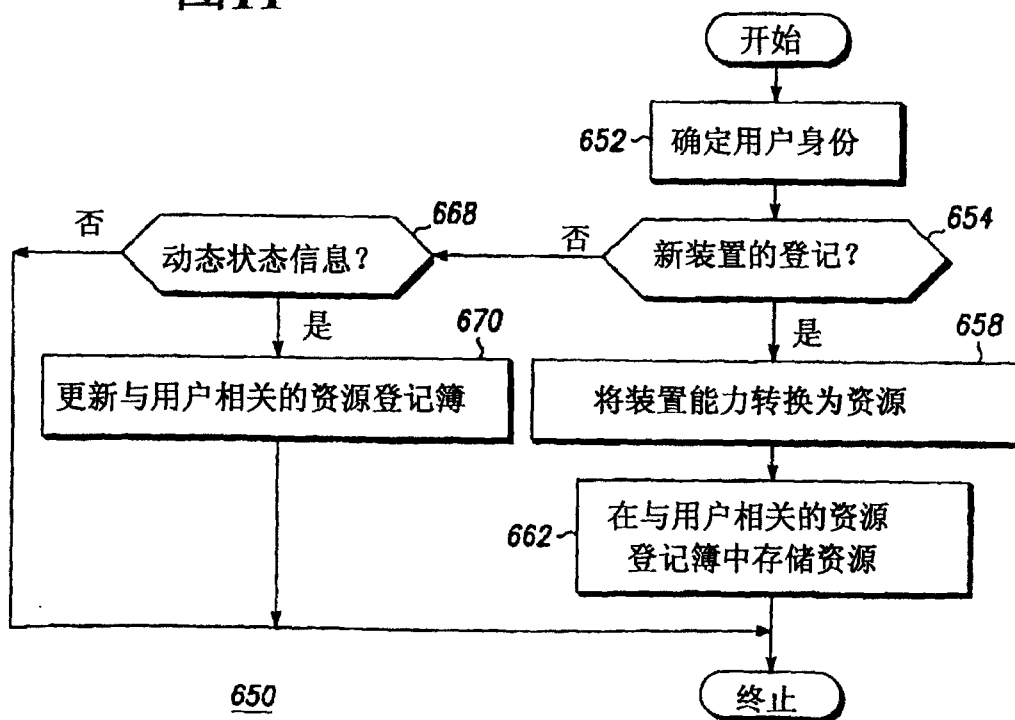 开始
652
确定用户身份
654
新装置的登记？
否
是
668
动态状态信息？
否
是
670
更新与用户相关的资源登记簿
658
将装置能力转换为资源
662
在与用户相关的资源
登记簿中存储资源
650
终止